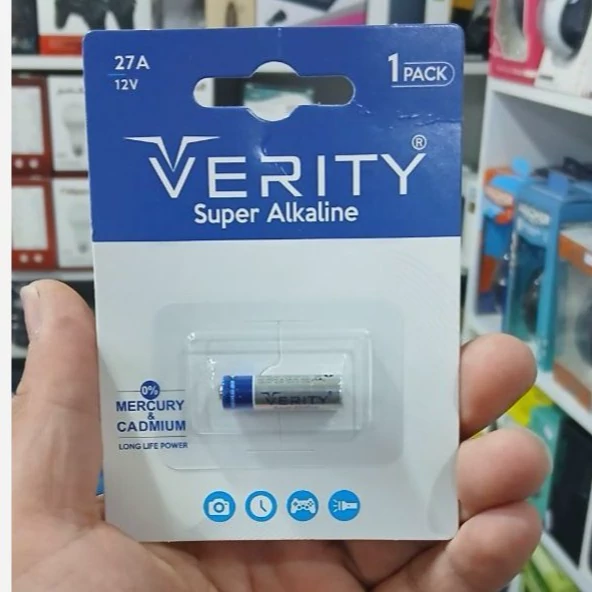 27A
12V
1 PACK
VERITY®
Super Alkaline
VERITY
0%
MERCURY
&
CADMIUM
LONG LIFE POWER